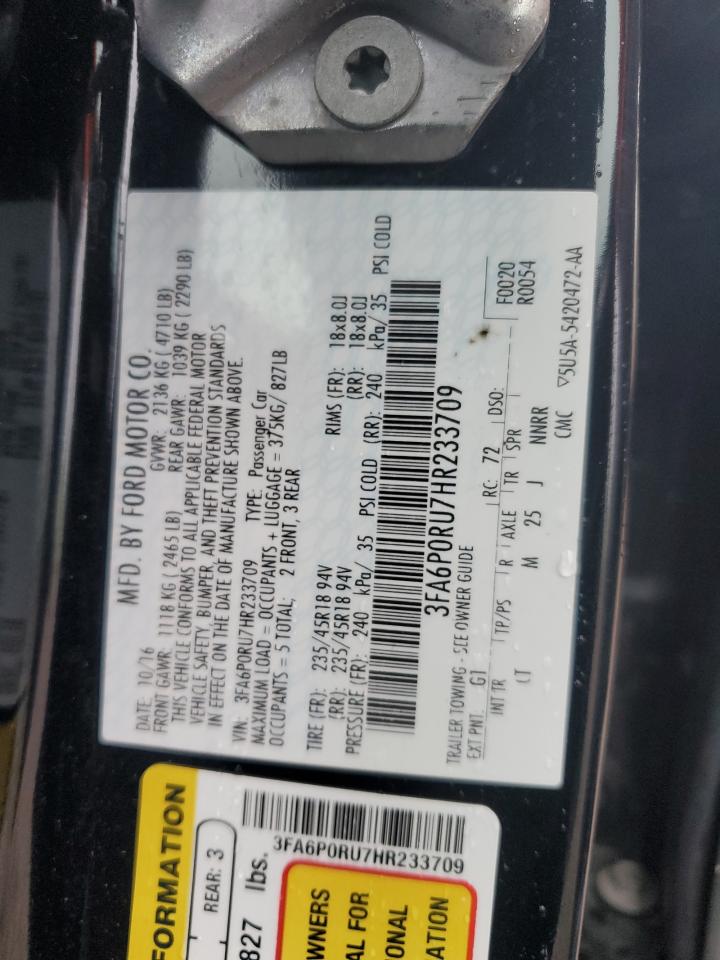 MFD. BY FORD MOTOR CO.
DATE: 10/16 GVWR: 2136 KG ( 4710 LB)
FRONT GAWR: 1118 KG ( 2465 LB) REAR GAWR: 1039 KG ( 2290 LB)
THIS VEHICLE CONFORMS TO ALL APPLICABLE FEDERAL MOTOR
VEHICLE SAFETY, BUMPER, AND THEFT PREVENTION STANDARDS
IN EFFECT ON THE DATE OF MANUFACTURE SHOWN ABOVE.
VIN: 3FA6P0RU7HR233709 TYPE: Passenger Car
MAXIMUM LOAD = OCCUPANTS + LUGGAGE = 375KG/ 827LB
OCCUPANTS = 5 TOTAL; 2 FRONT, 3 REAR
TIRE (FR): 235/45R18 94V RIMS (FR): 18x8.0J
(RR): 235/45R18 94V (RR): 18x8.0J
PRESSURE (FR): 240 kPa/ 35 PSI COLD (RR): 240 kPa/ 35 PSI COLD
3FA6P0RU7HR233709
TRAILER TOWING - SEE OWNER GUIDE
EXT PNT: G1 RC: 72 DSO: F0020
R0054
INT TR TP/PS R AXLE TR SPR
CT M 25 J NNRR
CMC ▽5U5A-5420472-AA
FORMATION
REAR: 3
827 lbs.
3FA6P0RU7HR233709
WNERS
AL FOR
ONAL
ATION